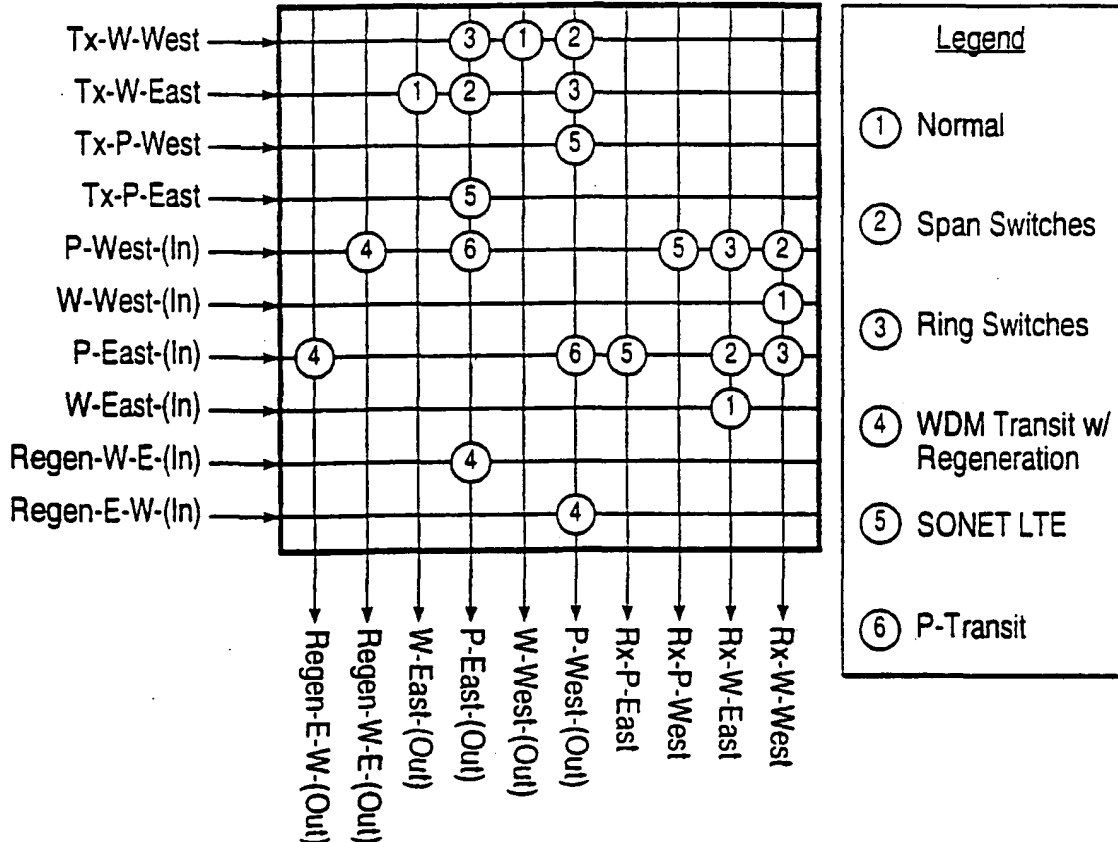 Tx-W-West
3 1 2
Tx-W-East
1 2 3
Tx-P-West
5
Tx-P-East
5
P-West-(In)
4 6 5 3 2
W-West-(In)
1
P-East-(In)
4 6 5 2 3
W-East-(In)
1
Regen-W-E-(In)
4
Regen-E-W-(In)
4
Regen-E-W-(Out)
Regen-W-E-(Out)
W-East-(Out)
P-East-(Out)
W-West-(Out)
P-West-(Out)
Rx-P-East
Rx-P-West
Rx-W-East
Rx-W-West
Legend
1 Normal
2 Span Switches
3 Ring Switches
4 WDM Transit w/
Regeneration
5 SONET LTE
6 P-Transit